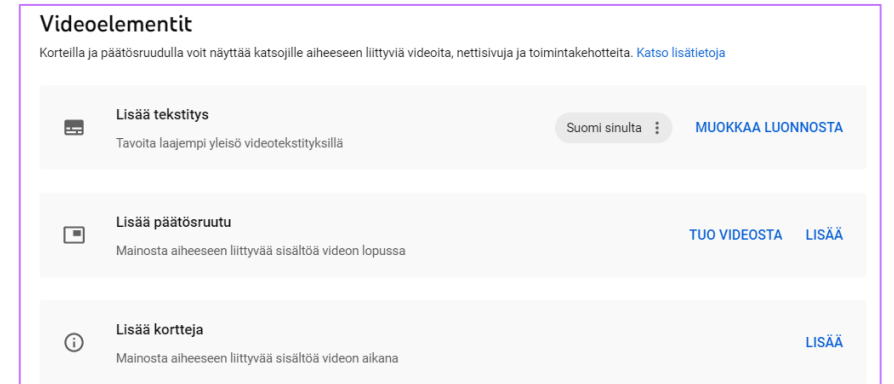 Videoelementit
Korteilla ja päätösruudulla voit näyttää katsojille aiheeseen liittyviä videoita, nettisivuja ja toimintakehotteita. Katso lisätietoja
Lisää tekstitys
Tavoita laajempi yleisö videotekstityksillä
Suomi sinulta
MUOKKAA LUONNOSTA
Lisää päätösruutu
Mainosta aiheeseen liittyvää sisältöä videon lopussa
TUO VIDEOSTA
LISÄÄ
Lisää kortteja
Mainosta aiheeseen liittyvää sisältöä videon aikana
LISÄÄ